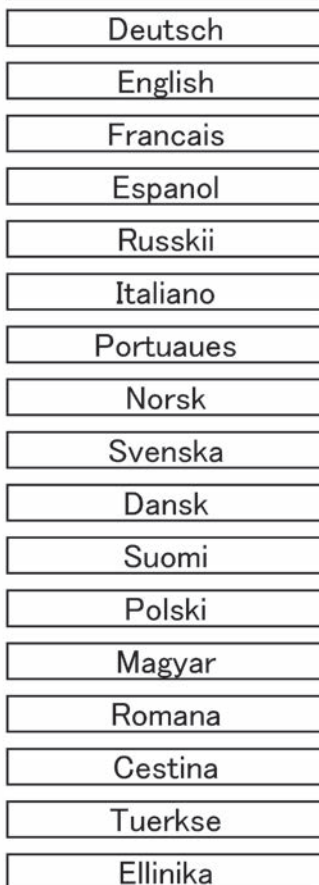 Deutsch
English
Francais
Espanol
Russkii
Italiano
Portuaues
Norsk
Svenska
Dansk
Suomi
Polski
Magyar
Romana
Cestina
Tuerkse
Ellinika